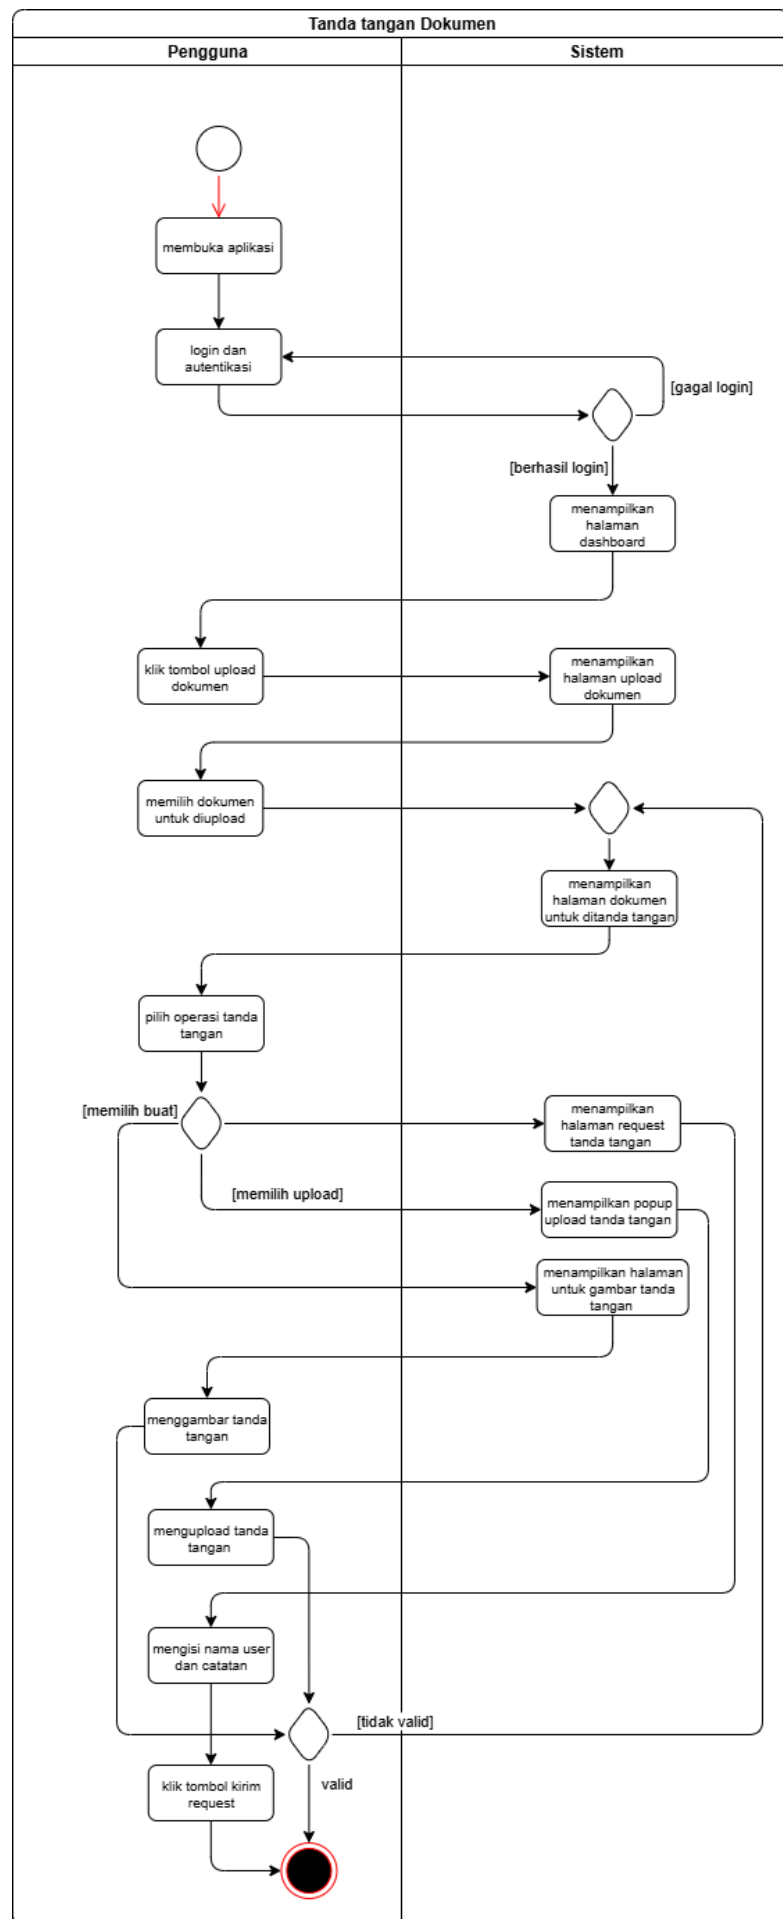 Tanda tangan Dokumen
Pengguna
Sistem
membuka aplikasi
login dan
autentikasi
[gagal login]
[berhasil login]
menampilkan
halaman
dashboard
klik tombol upload
dokumen
menampilkan
halaman upload
dokumen
memilih dokumen
untuk diupload
menampilkan
halaman dokumen
untuk ditanda tangan
pilih operasi tanda
tangan
[memilih buat]
menampilkan
halaman request
tanda tangan
[memilih upload]
menampilkan popup
upload tanda tangan
menampilkan halaman
untuk gambar tanda
tangan
menggambar tanda
tangan
mengupload tanda
tangan
mengisi nama user
dan catatan
[tidak valid]
klik tombol kirim
request
valid